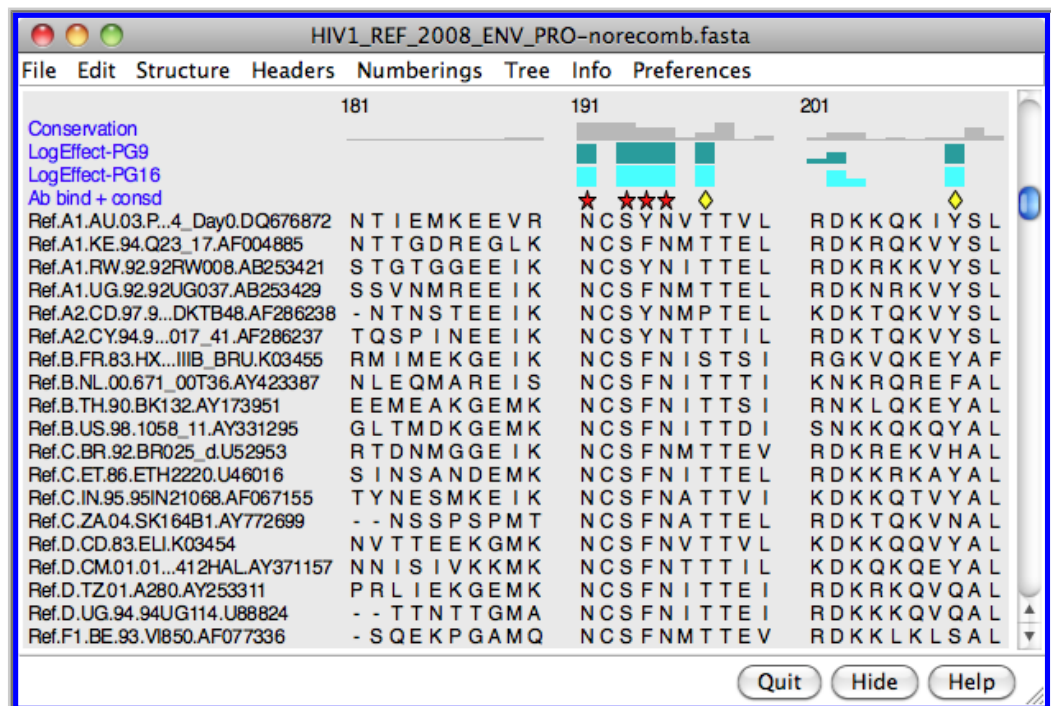 HIV1_REF_2008_ENV_PRO-norecomb.fasta
File Edit Structure Headers Numberings Tree Info Preferences
181 191 201
Conservation
LogEffect-PG9
LogEffect-PG16
Ab bind + consd
Ref.A1.AU.03.P...4_Day0.DQ676872 N T I E M K E E V R N C S Y N V T T V L R D K K Q K I Y S L
Ref.A1.KE.94.Q23_17.AF004885 N T T G D R E G L K N C S F N M T T E L R D K R Q K V Y S L
Ref.A1.RW.92.92RW008.AB253421 S T G T G G E E I K N C S Y N I T T E L R D K R K K V Y S L
Ref.A1.UG.92.92UG037.AB253429 S S V N M R E E I K N C S F N M T T E L R D K N R K V Y S L
Ref.A2.CD.97.9...DKTB48.AF286238 - N T N S T E E I K N C S Y N M P T E L K D K T Q K V Y S L
Ref.A2.CY.94.9...017_41.AF286237 T Q S P I N E E I K N C S Y N T T T I L R D K T Q K V Y S L
Ref.B.FR.83.HX...IIIB_BRU.K03455 R M I M E K G E I K N C S F N I S T S I R G K V Q K E Y A F
Ref.B.NL.00.671_00T36.AY423387 N L E Q M A R E I S N C S F N I T T T I K N K R Q R E F A L
Ref.B.TH.90.BK132.AY173951 E E M E A K G E M K N C S F N I T T S I R N K L Q K E Y A L
Ref.B.US.98.1058_11.AY331295 G L T M D K G E M K N C S F N I T T D I S N K K Q K Q Y A L
Ref.C.BR.92.BR025_d.U52953 R T D N M G G E I K N C S F N M T T E V R D K R E K V H A L
Ref.C.ET.86.ETH2220.U46016 S I N S A N D E M K N C S F N I T T E L R D K K R K A Y A L
Ref.C.IN.95.95IN21068.AF067155 T Y N E S M K E I K N C S F N A T T V I K D K K Q T V Y A L
Ref.C.ZA.04.SK164B1.AY772699 - - N S S P S P M T N C S F N A T T E L R D K T Q K V N A L
Ref.D.CD.83.ELI.K03454 N V T T E E K G M K N C S F N V T T V L K D K K Q Q V Y A L
Ref.D.CM.01.01...412HAL.AY371157 N N I S I V K K M K N C S F N T T T I L K D K Q K Q E Y A L
Ref.D.TZ.01.A280.AY253311 P R L I E K G E M K N C S F N I T T E I R D K R K Q V Q A L
Ref.D.UG.94.94UG114.U88824 - - T T N T T G M A N C S F N I T T E I R D K K K Q V Q A L
Ref.F1.BE.93.VI850.AF077336 - S Q E K P G A M Q N C S F N M T T E V R D K K L K L S A L
Quit Hide Help